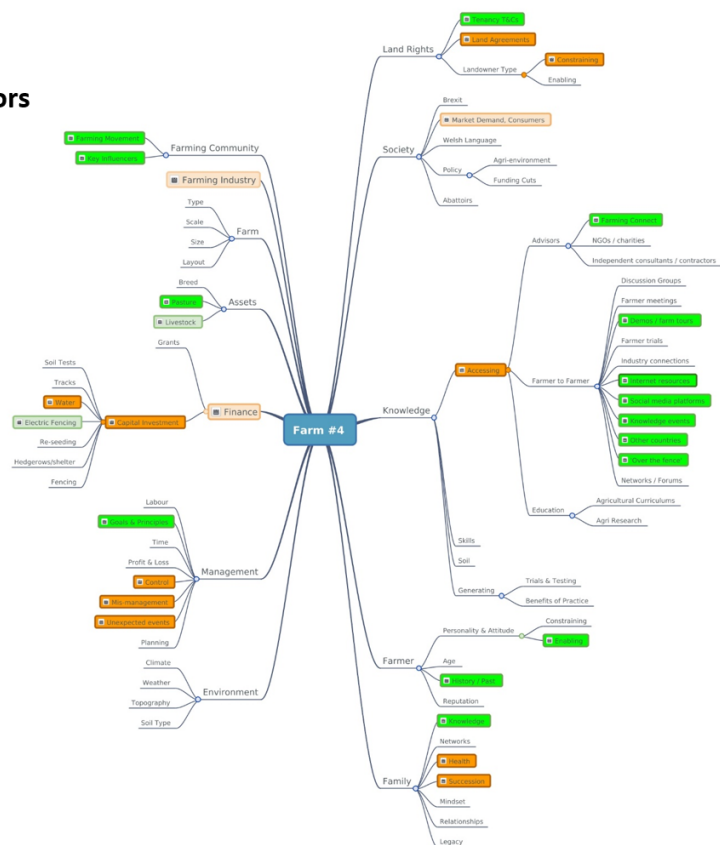 ors
Farm #4
Land Rights
Tenancy T&Cs
Land Agreements
Landowner Type
Constraining
Enabling
Society
Brexit
Market Demand, Consumers
Welsh Language
Policy
Agri-environment
Funding Cuts
Abattoirs
Knowledge
Accessing
Advisors
Farming Connect
NGOs / charities
Independent consultants / contractors
Farmer to Farmer
Discussion Groups
Farmer meetings
Demos / farm tours
Farmer trials
Industry connections
Internet resources
Social media platforms
Knowledge events
Other countries
'Over the fence'
Networks / Forums
Education
Agricultural Curriculums
Agri Research
Skills
Soil
Generating
Trials & Testing
Benefits of Practice
Farmer
Personality & Attitude
Constraining
Enabling
Age
History / Past
Reputation
Family
Knowledge
Networks
Health
Succession
Mindset
Relationships
Legacy
Farming Community
Farming Movement
Key Influencers
Farming Industry
Farm
Type
Scale
Size
Layout
Assets
Breed
Pasture
Livestock
Finance
Grants
Capital Investment
Soil Tests
Tracks
Water
Electric Fencing
Re-seeding
Hedgerows/shelter
Fencing
Management
Labour
Goals & Principles
Time
Profit & Loss
Control
Mis-management
Unexpected events
Planning
Environment
Climate
Weather
Topography
Soil Type